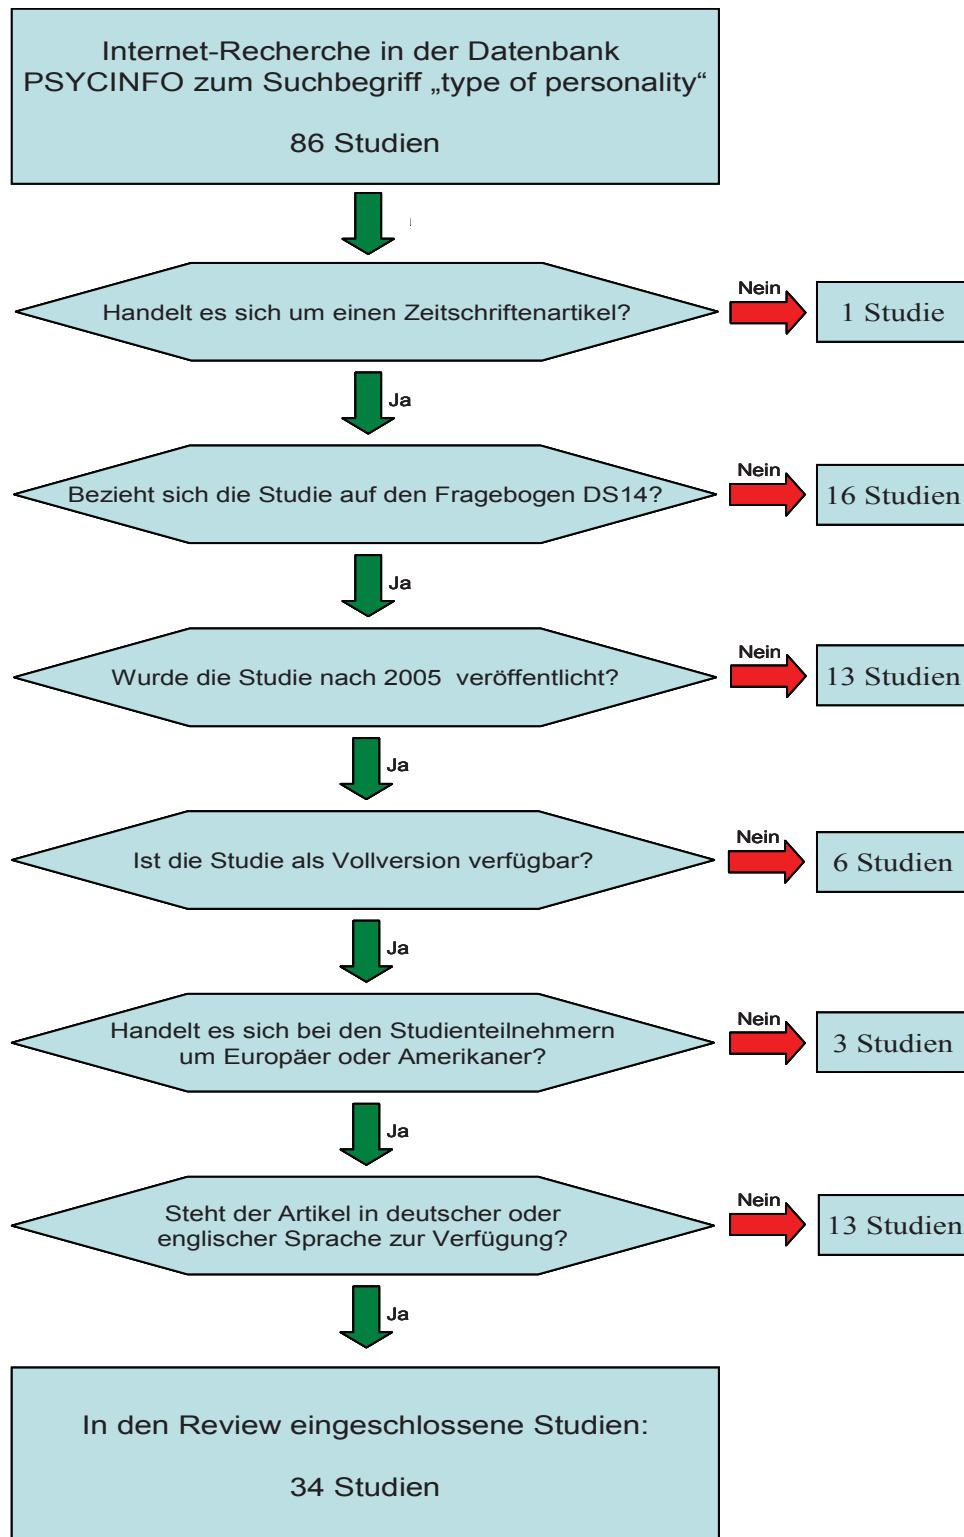 Internet-Recherche in der Datenbank
PSYCINFO zum Suchbegriff „type of personality“
86 Studien
Handelt es sich um einen Zeitschriftenartikel?
Nein
1 Studie
Ja
Bezieht sich die Studie auf den Fragebogen DS14?
Nein
16 Studien
Ja
Wurde die Studie nach 2005  veröffentlicht?
Nein
13 Studien
Ja
Ist die Studie als Vollversion verfügbar?
Nein
6 Studien
Ja
Handelt es sich bei den Studienteilnehmern
um Europäer oder Amerikaner?
Nein
3 Studien
Ja
Steht der Artikel in deutscher oder
englischer Sprache zur Verfügung?
Nein
13 Studien
Ja
In den Review eingeschlossene Studien:
34 Studien